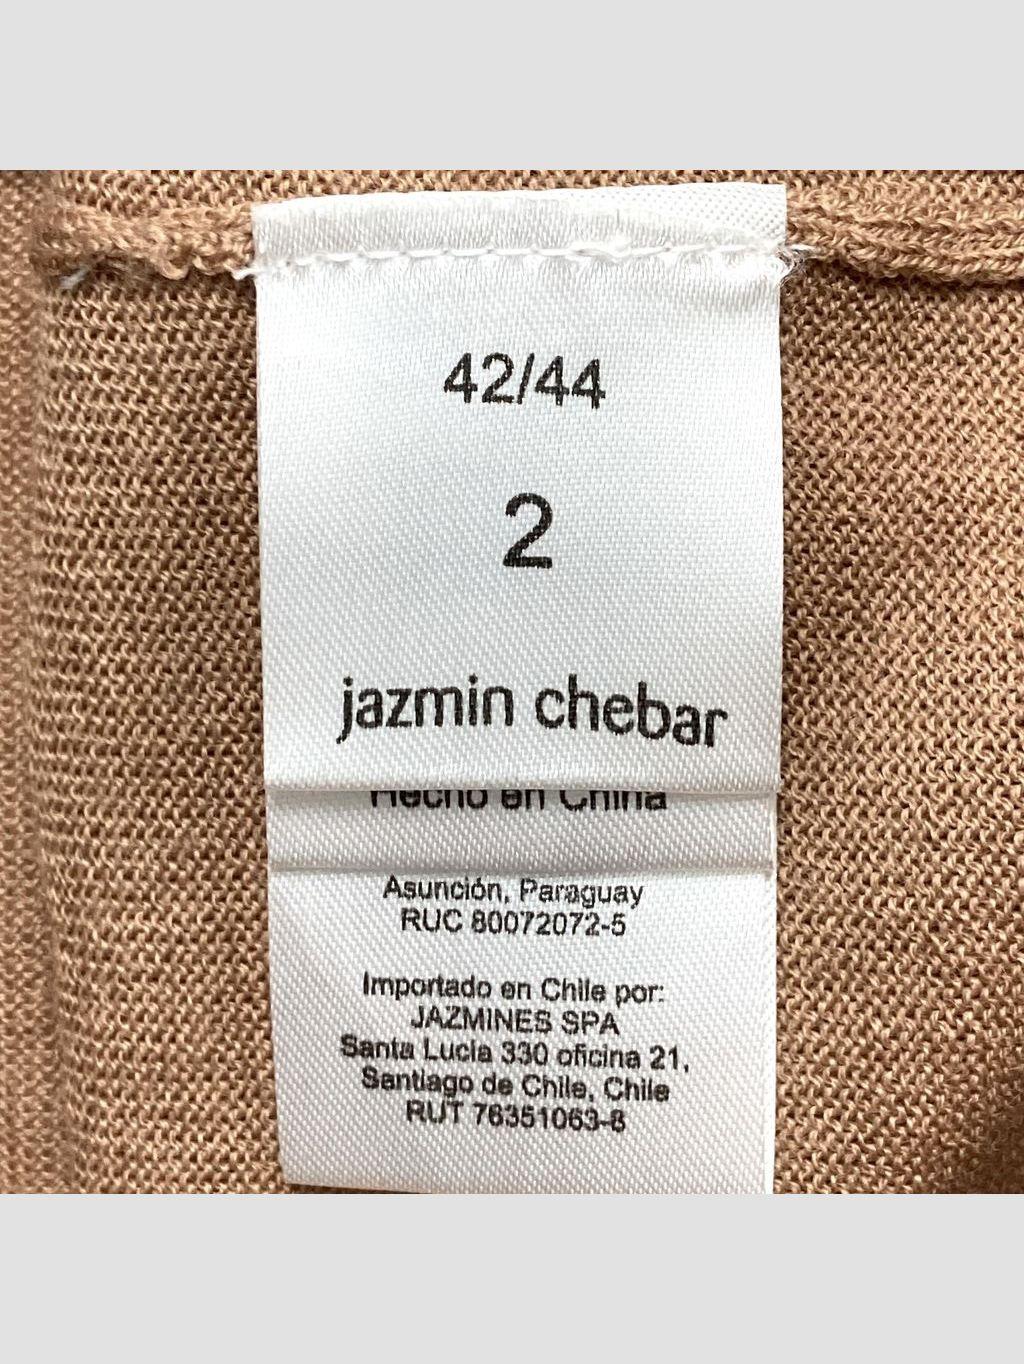 42/44
2
jazmin chebar
Hecho en China
Asunción, Paraguay
RUC 80072072-5
Importado en Chile por:
JAZMINES SPA
Santa Lucia 330 oficina 21,
Santiago de Chile, Chile
RUT 76351063-8